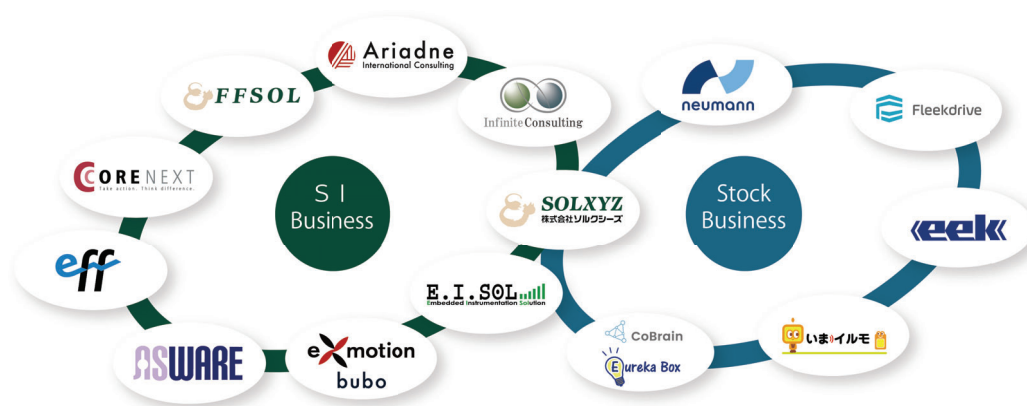 Ariadne
International Consulting
FFSOL
Infinite Consulting
neumann
Fleekdrive
CORENEXT
Take action. Think difference.
S I
Business
SOLXYZ
株式会社ソルクシーズ
Stock
Business
eek
eff
E.I.SOL
Embedded Instrumentation Solution
CoBrain
Eureka Box
いまイルモ
ASWARE
eXmotion
bubo